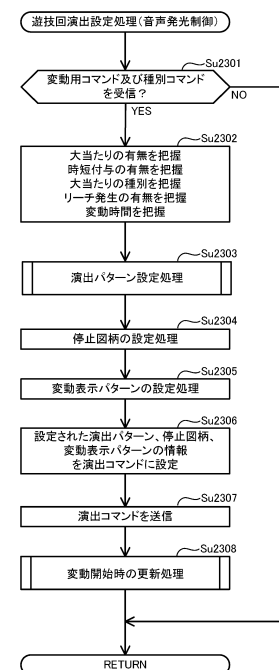 遊技回演出設定処理(音声発光制御)
Su2301
変動用コマンド及び種別コマンド
を受信?
NO
YES
Su2302
大当たりの有無を把握
時短付与の有無を把握
大当たりの種別を把握
リーチ発生の有無を把握
変動時間を把握
Su2303
演出パターン設定処理
Su2304
停止図柄の設定処理
Su2305
変動表示パターンの設定処理
Su2306
設定された演出パターン、停止図柄、
変動表示パターンの情報
を演出コマンドに設定
Su2307
演出コマンドを送信
Su2308
変動開始時の更新処理
RETURN